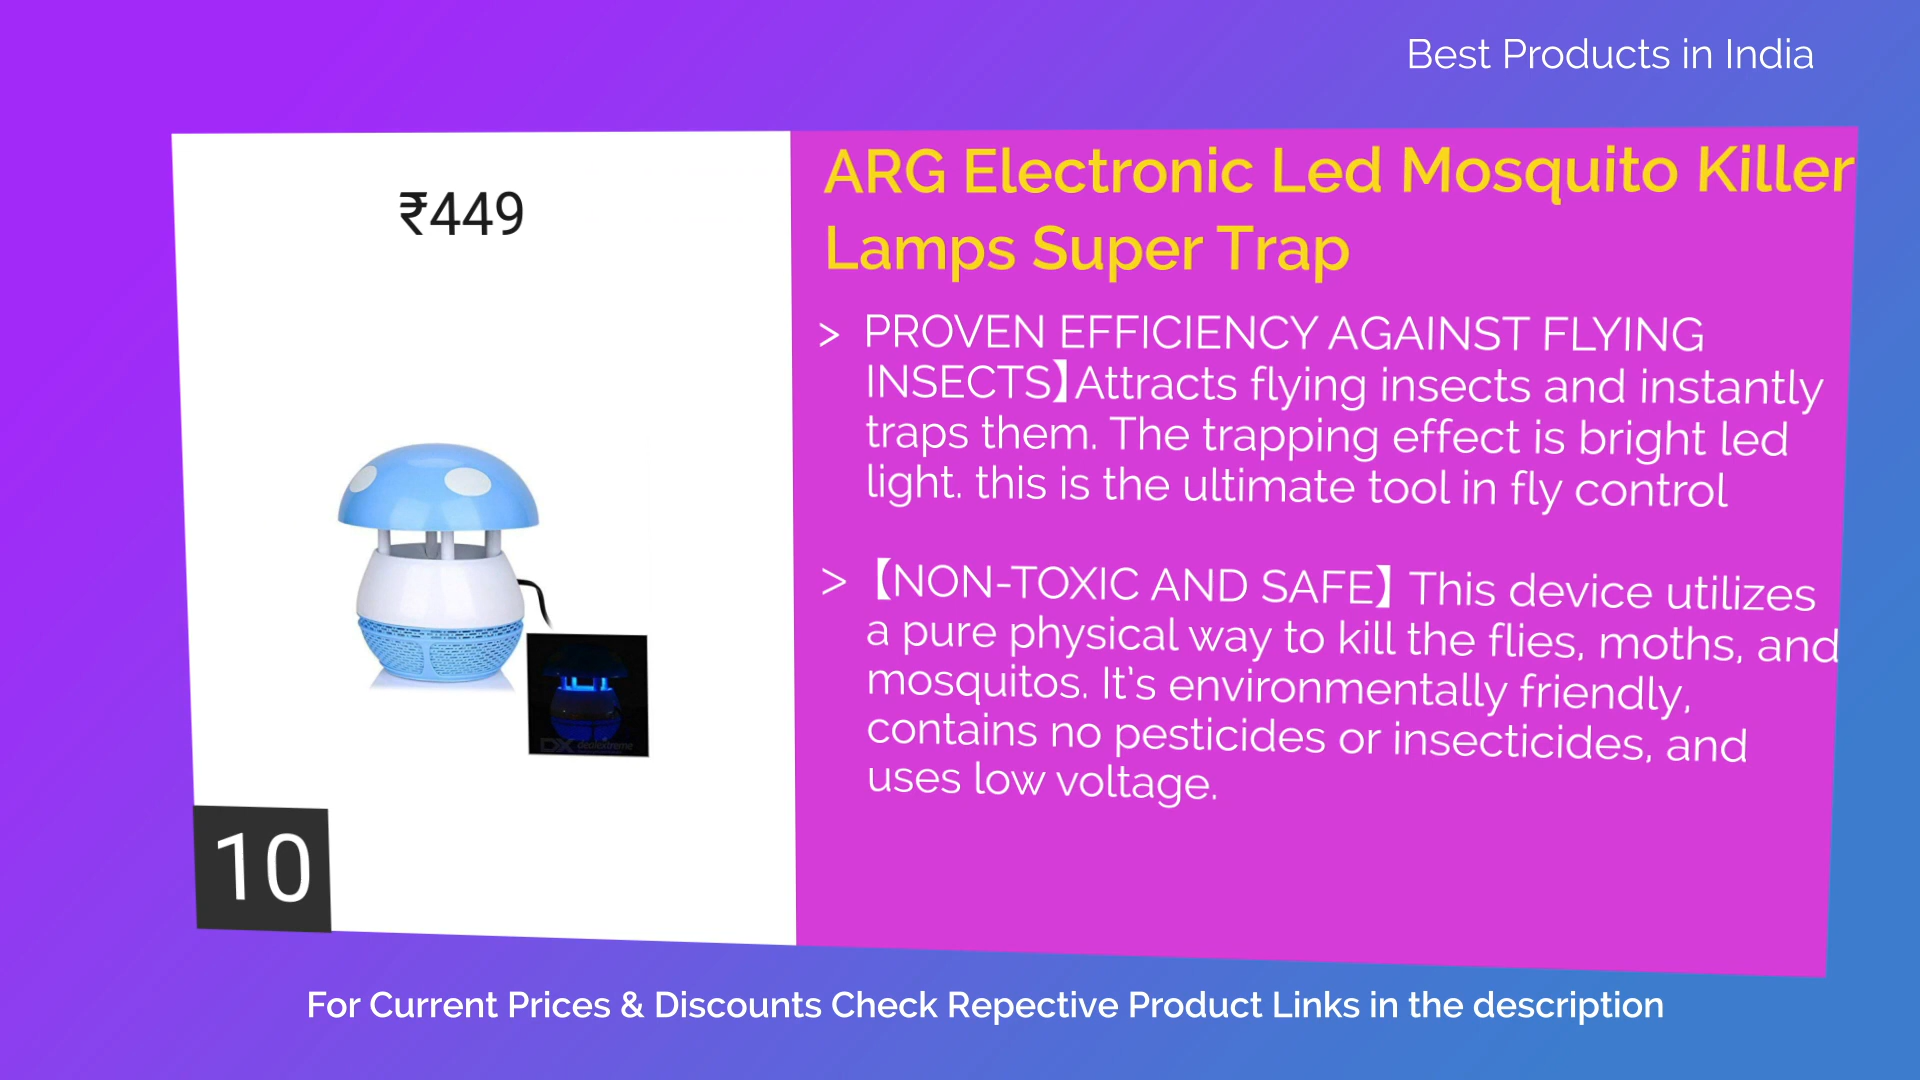 Best Products in India
₹449
ARG Electronic Led Mosquito Killer
Lamps Super Trap
> PROVEN EFFICIENCY AGAINST FLYING
INSECTS】Attracts flying insects and instantly
traps them. The trapping effect is bright led
light. this is the ultimate tool in fly control
> 【NON-TOXIC AND SAFE】 This device utilizes
a pure physical way to kill the flies, moths, and
mosquitos. It's environmentally friendly,
contains no pesticides or insecticides, and
uses low voltage.
DX dealextreme
10
For Current Prices & Discounts Check Repective Product Links in the description